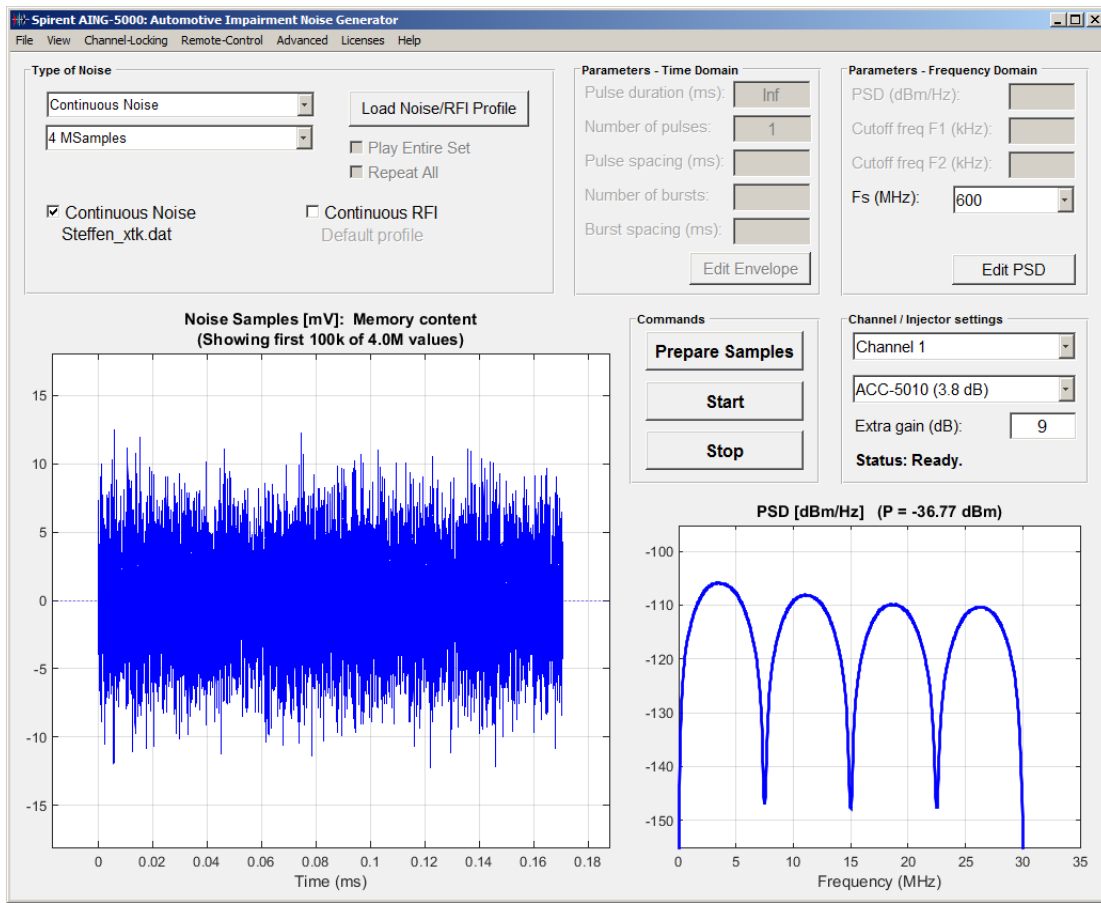 Spirent AING-5000: Automotive Impairment Noise Generator
File View Channel-Locking Remote-Control Advanced Licenses Help
Type of Noise
Continuous Noise
4 MSamples
Load Noise/RFI Profile
Play Entire Set
Repeat All
Continuous Noise
Steffen_xtk.dat
Continuous RFI
Default profile
Parameters - Time Domain
Pulse duration (ms): Inf
Number of pulses: 1
Pulse spacing (ms):
Number of bursts:
Burst spacing (ms):
Edit Envelope
Parameters - Frequency Domain
PSD (dBm/Hz):
Cutoff freq F1 (kHz):
Cutoff freq F2 (kHz):
Fs (MHz): 600
Edit PSD
Noise Samples [mV]: Memory content
(Showing first 100k of 4.0M values)
15
10
5
0
-5
-10
-15
0 0.02 0.04 0.06 0.08 0.1 0.12 0.14 0.16 0.18
Time (ms)
Commands
Prepare Samples
Start
Stop
Channel / Injector settings
Channel 1
ACC-5010 (3.8 dB)
Extra gain (dB): 9
Status: Ready.
PSD [dBm/Hz] (P = -36.77 dBm)
-100
-110
-120
-130
-140
-150
0 5 10 15 20 25 30 35
Frequency (MHz)